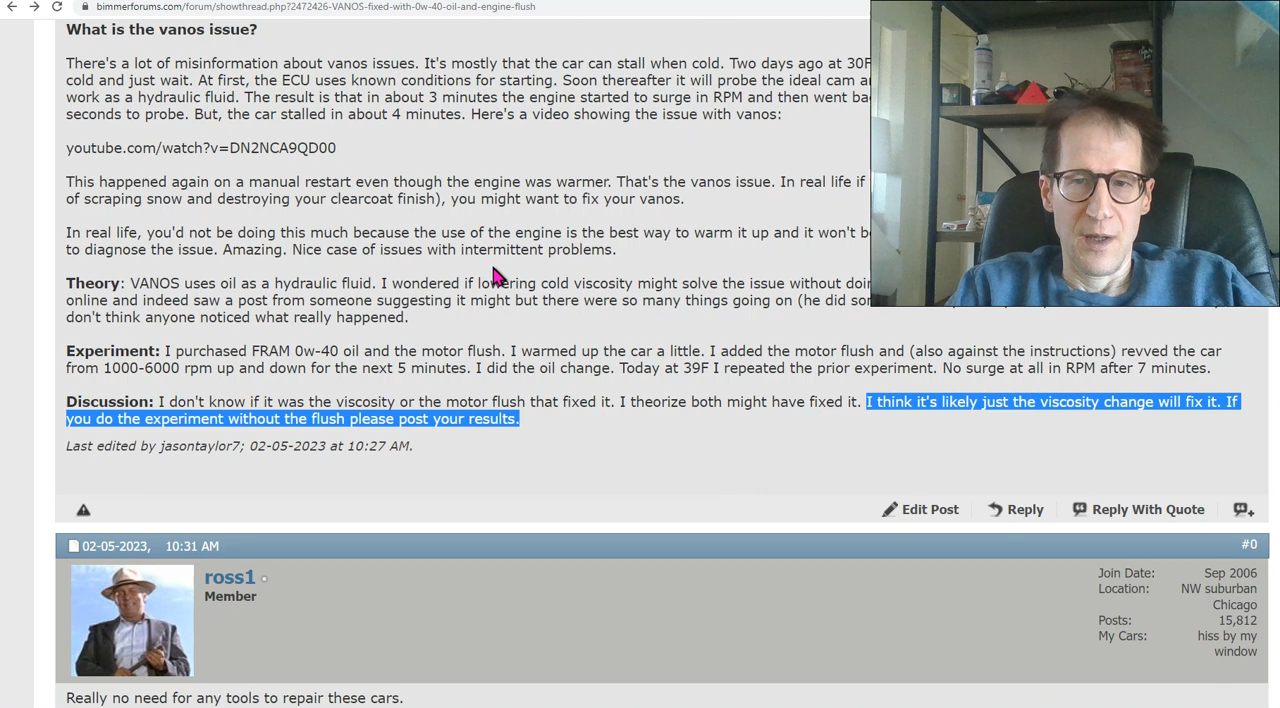 bimmerforums.com/forum/showthread.php?2472426-VANOS-fixed-with-0w-40-oil-and-engine-flush
What is the vanos issue?
There's a lot of misinformation about vanos issues. It's mostly that the car can stall when cold. Two days ago at 30F
cold and just wait. At first, the ECU uses known conditions for starting. Soon thereafter it will probe the ideal cam
work as a hydraulic fluid. The result is that in about 3 minutes the engine started to surge in RPM and then went
seconds to probe. But, the car stalled in about 4 minutes. Here's a video showing the issue with vanos:
youtube.com/watch?v=DN2NCA9QD00
This happened again on a manual restart even though the engine was warmer. That's the vanos issue. In real life if
of scraping snow and destroying your clearcoat finish), you might want to fix your vanos.
In real life, you'd not be doing this much because the use of the engine is the best way to warm it up and it won't
to diagnose the issue. Amazing. Nice case of issues with intermittent problems.
Theory: VANOS uses oil as a hydraulic fluid. I wondered if lowering cold viscosity might solve the issue without
online and indeed saw a post from someone suggesting it might but there were so many things going on (he did
don't think anyone noticed what really happened.
Experiment: I purchased FRAM 0w-40 oil and the motor flush. I warmed up the car a little. I added the motor flush and (also against the instructions) revved the car
from 1000-6000 rpm up and down for the next 5 minutes. I did the oil change. Today at 39F I repeated the prior experiment. No surge at all in RPM after 7 minutes.
Discussion: I don't know if it was the viscosity or the motor flush that fixed it. I theorize both might have fixed it. I think it's likely just the viscosity change will fix it. If
you do the experiment without the flush please post your results.
Last edited by jasontaylor7; 02-05-2023 at 10:27 AM.
Edit Post Reply Reply With Quote
02-05-2023, 10:31 AM #0
ross1
Member
Join Date: Sep 2006
Location: NW suburban
Chicago
Posts: 15,812
My Cars: hiss by my
window
Really no need for any tools to repair these cars.